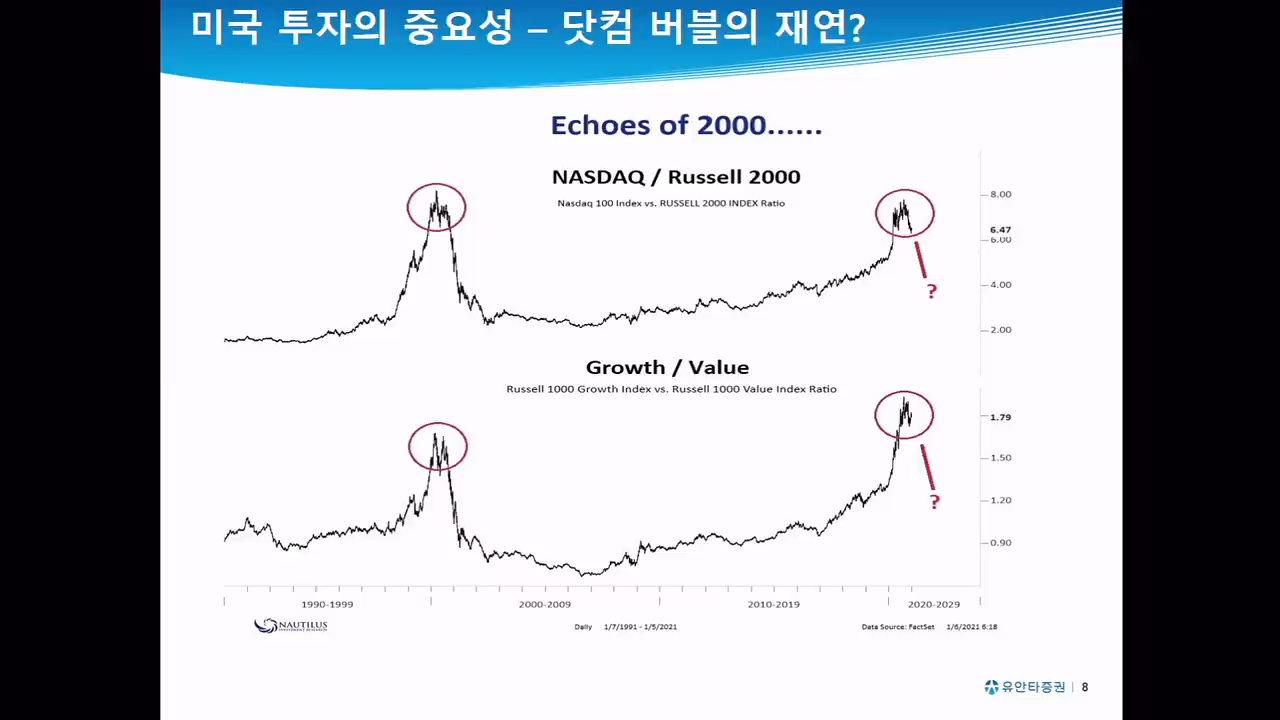 미국 투자의 중요성 – 닷컴 버블의 재연?
Echoes of 2000......
NASDAQ / Russell 2000
Nasdaq 100 Index vs. RUSSELL 2000 INDEX Ratio
8.00
6.47
6.00
4.00
?
2.00
Growth / Value
Russell 1000 Growth Index vs. Russell 1000 Value Index Ratio
1.79
1.50
1.20
?
0.90
1990-1999 2000-2009 2010-2019 2020-2029
NAUTILUS
INVESTMENT RESEARCH
Daily 1/7/1991 - 1/5/2021
Data Source: FactSet 1/6/2021 6:18
유안타증권 | 8